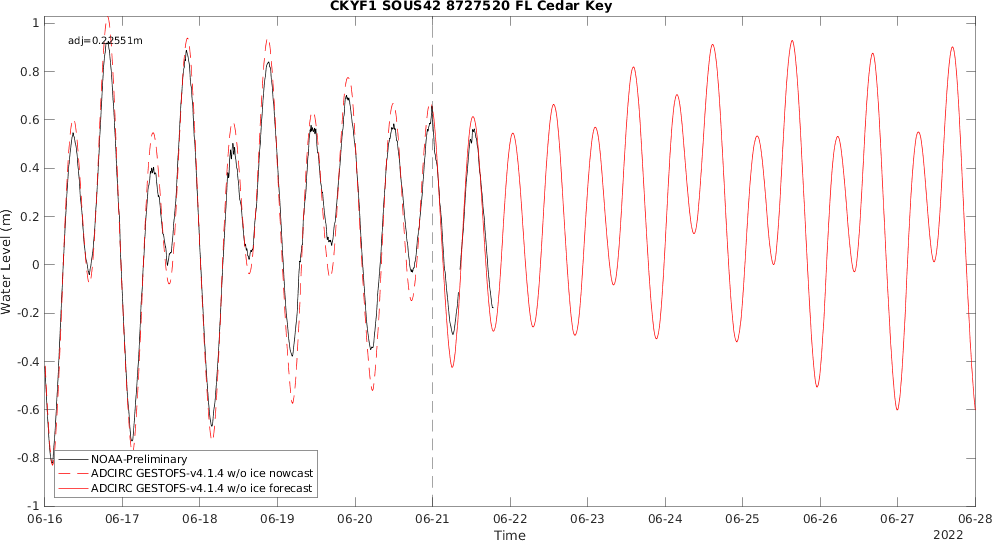 CKYF1 SOUS42 8727520 FL Cedar Key
adj=0.22551m
1
0.8
0.6
0.4
0.2
0
-0.2
-0.4
-0.6
-0.8
-1
Water Level (m)
NOAA-Preliminary
ADCIRC GESTOFS-v4.1.4 w/o ice nowcast
ADCIRC GESTOFS-v4.1.4 w/o ice forecast
06-16 06-17 06-18 06-19 06-20 06-21 06-22 06-23 06-24 06-25 06-26 06-27 06-28
Time
2022